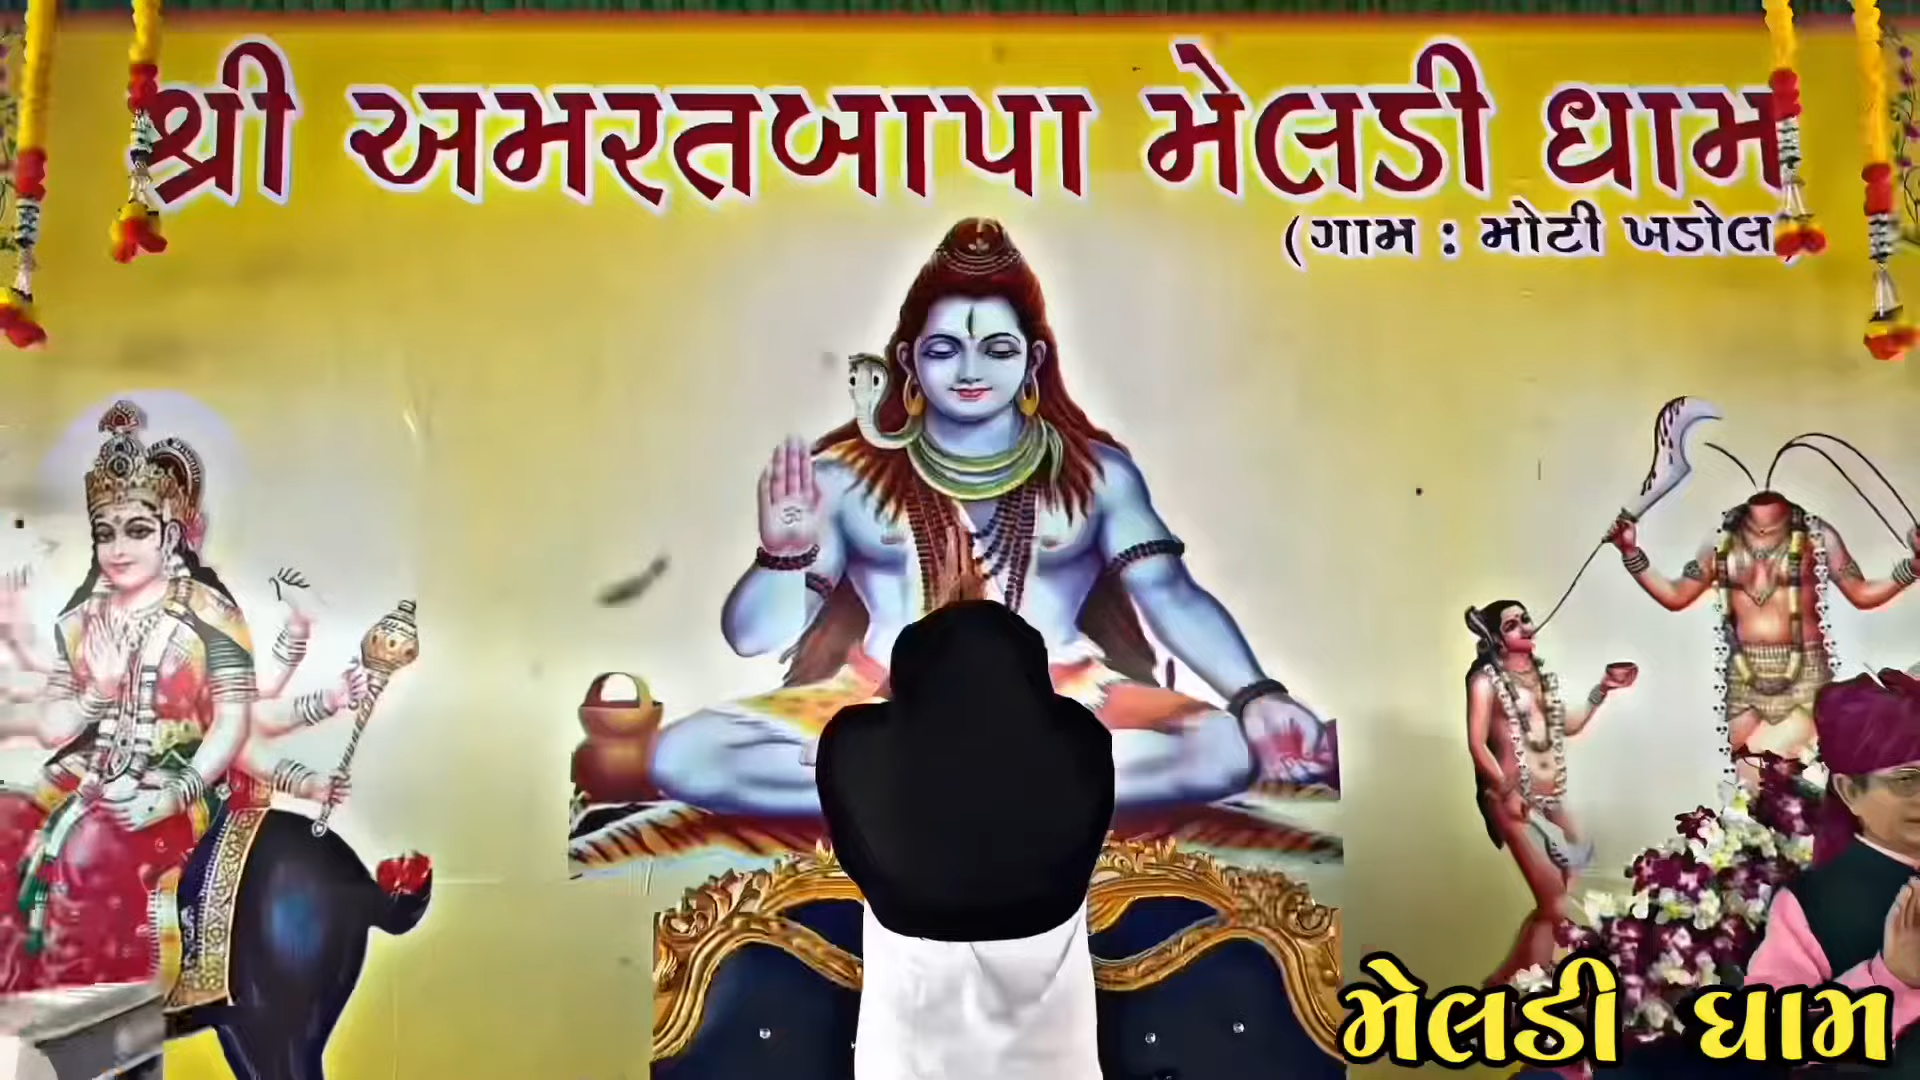 શ્રી અમરતબાપા મેલડી ધામ
(ગામ : મોટી ખડોલ)
ॐ
મેલડી ધામ